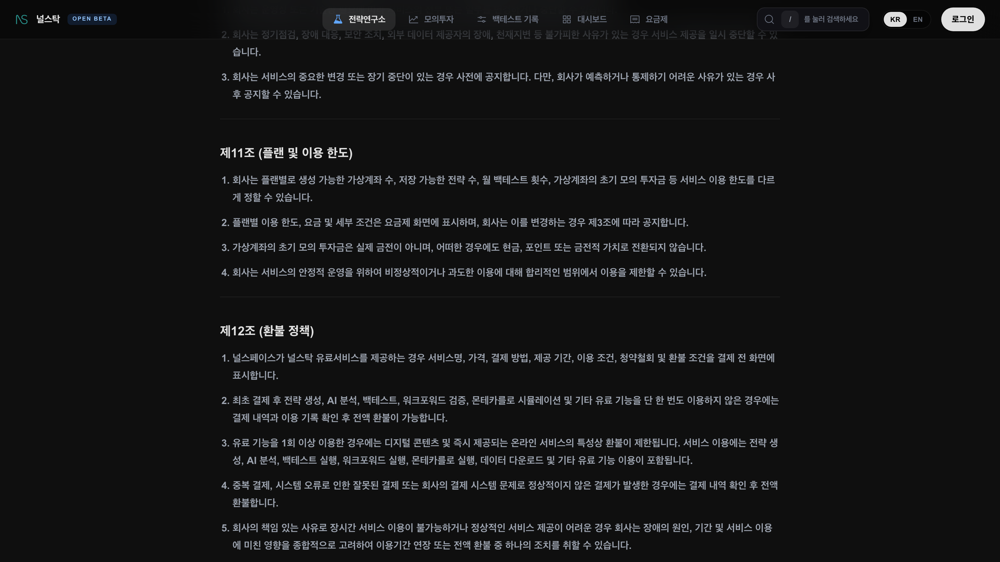 널스탁
OPEN BETA
전략연구소
모의투자
백테스트 기록
대시보드
요금제
/ 를 눌러 검색하세요
KR
EN
로그인
2. 회사는 정기점검, 장애 대응, 보안 조치, 외부 데이터 제공자의 장애, 천재지변 등 불가피한 사유가 있는 경우 서비스 제공을 일시 중단할 수 있
습니다.
3. 회사는 서비스의 중요한 변경 또는 장기 중단이 있는 경우 사전에 공지합니다. 다만, 회사가 예측하거나 통제하기 어려운 사유가 있는 경우 사
후 공지할 수 있습니다.
제11조 (플랜 및 이용 한도)
1. 회사는 플랜별로 생성 가능한 가상계좌 수, 저장 가능한 전략 수, 월 백테스트 횟수, 가상계좌의 초기 모의 투자금 등 서비스 이용 한도를 다르
게 정할 수 있습니다.
2. 플랜별 이용 한도, 요금 및 세부 조건은 요금제 화면에 표시하며, 회사는 이를 변경하는 경우 제3조에 따라 공지합니다.
3. 가상계좌의 초기 모의 투자금은 실제 금전이 아니며, 어떠한 경우에도 현금, 포인트 또는 금전적 가치로 전환되지 않습니다.
4. 회사는 서비스의 안정적 운영을 위하여 비정상적이거나 과도한 이용에 대해 합리적인 범위에서 이용을 제한할 수 있습니다.
제12조 (환불 정책)
1. 널스페이스가 널스탁 유료서비스를 제공하는 경우 서비스명, 가격, 결제 방법, 제공 기간, 이용 조건, 청약철회 및 환불 조건을 결제 전 화면에
표시합니다.
2. 최초 결제 후 전략 생성, AI 분석, 백테스트, 워크포워드 검증, 몬테카를로 시뮬레이션 및 기타 유료 기능을 단 한 번도 이용하지 않은 경우에는
결제 내역과 이용 기록 확인 후 전액 환불이 가능합니다.
3. 유료 기능을 1회 이상 이용한 경우에는 디지털 콘텐츠 및 즉시 제공되는 온라인 서비스의 특성상 환불이 제한됩니다. 서비스 이용에는 전략 생
성, AI 분석, 백테스트 실행, 워크포워드 실행, 몬테카를로 실행, 데이터 다운로드 및 기타 유료 기능 이용이 포함됩니다.
4. 중복 결제, 시스템 오류로 인한 잘못된 결제 또는 회사의 결제 시스템 문제로 정상적이지 않은 결제가 발생한 경우에는 결제 내역 확인 후 전액
환불합니다.
5. 회사의 책임 있는 사유로 장시간 서비스 이용이 불가능하거나 정상적인 서비스 제공이 어려운 경우 회사는 장애의 원인, 기간 및 서비스 이용
에 미친 영향을 종합적으로 고려하여 이용기간 연장 또는 전액 환불 중 하나의 조치를 취할 수 있습니다.